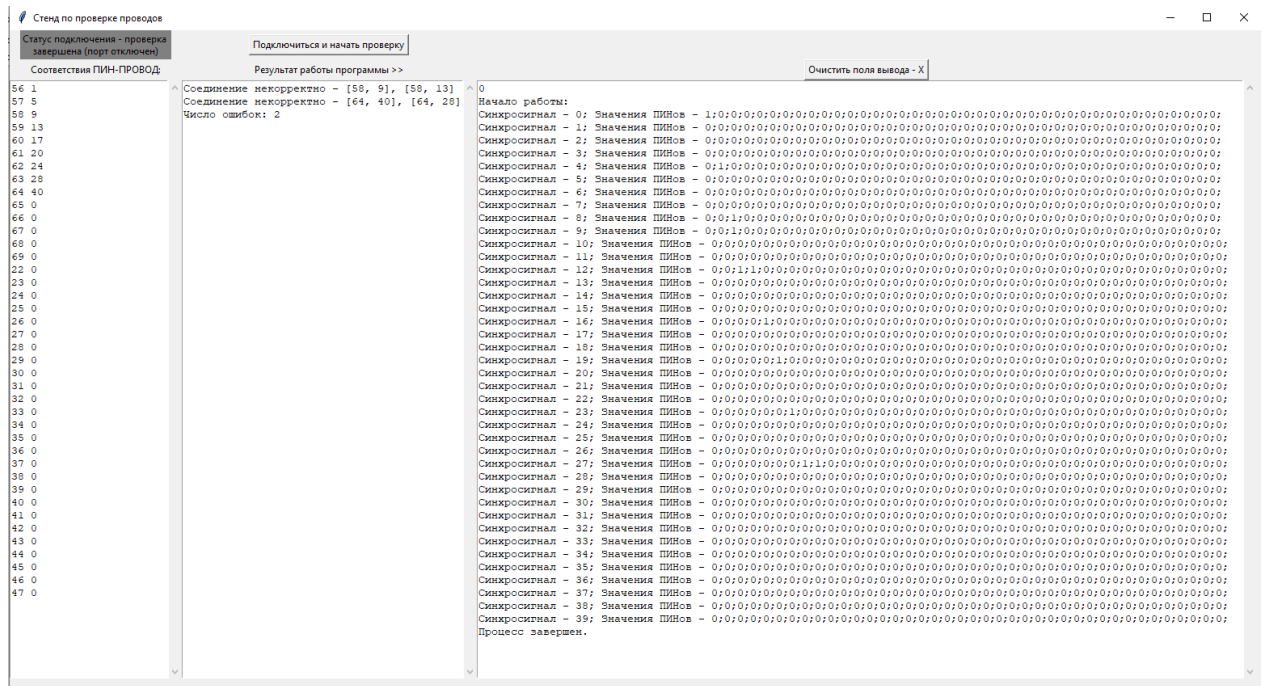 Стенд по проверке проводов
Статус подключения - проверка
завершена (порт отключен)
Подключиться и начать проверку
Соответствия ПИН-ПРОВОД:
Результат работы программы >>
Очистить поля вывода - X
56 1
57 5
58 9
59 13
60 17
61 20
62 24
63 28
64 40
65 0
66 0
67 0
68 0
69 0
22 0
23 0
24 0
25 0
26 0
27 0
28 0
29 0
30 0
31 0
32 0
33 0
34 0
35 0
36 0
37 0
38 0
39 0
40 0
41 0
42 0
43 0
44 0
45 0
46 0
47 0
Соединение некорректно - [58, 9], [58, 13]
Соединение некорректно - [64, 40], [64, 28]
Число ошибок: 2
0
Начало работы:
Синхросигнал - 0; Значения ПИНов - 1;0;0;0;0;0;0;0;0;0;0;0;0;0;0;0;0;0;0;0;0;0;0;0;0;0;0;0;0;0;0;0;0;0;0;0;0;0;0;0;
Синхросигнал - 1; Значения ПИНов - 0;0;0;0;0;0;0;0;0;0;0;0;0;0;0;0;0;0;0;0;0;0;0;0;0;0;0;0;0;0;0;0;0;0;0;0;0;0;0;0;
Синхросигнал - 2; Значения ПИНов - 0;0;0;0;0;0;0;0;0;0;0;0;0;0;0;0;0;0;0;0;0;0;0;0;0;0;0;0;0;0;0;0;0;0;0;0;0;0;0;0;
Синхросигнал - 3; Значения ПИНов - 0;0;0;0;0;0;0;0;0;0;0;0;0;0;0;0;0;0;0;0;0;0;0;0;0;0;0;0;0;0;0;0;0;0;0;0;0;0;0;0;
Синхросигнал - 4; Значения ПИНов - 0;1;0;0;0;0;0;0;0;0;0;0;0;0;0;0;0;0;0;0;0;0;0;0;0;0;0;0;0;0;0;0;0;0;0;0;0;0;0;0;
Синхросигнал - 5; Значения ПИНов - 0;0;0;0;0;0;0;0;0;0;0;0;0;0;0;0;0;0;0;0;0;0;0;0;0;0;0;0;0;0;0;0;0;0;0;0;0;0;0;0;
Синхросигнал - 6; Значения ПИНов - 0;0;0;0;0;0;0;0;0;0;0;0;0;0;0;0;0;0;0;0;0;0;0;0;0;0;0;0;0;0;0;0;0;0;0;0;0;0;0;0;
Синхросигнал - 7; Значения ПИНов - 0;0;0;0;0;0;0;0;0;0;0;0;0;0;0;0;0;0;0;0;0;0;0;0;0;0;0;0;0;0;0;0;0;0;0;0;0;0;0;0;
Синхросигнал - 8; Значения ПИНов - 0;0;1;0;0;0;0;0;0;0;0;0;0;0;0;0;0;0;0;0;0;0;0;0;0;0;0;0;0;0;0;0;0;0;0;0;0;0;0;0;
Синхросигнал - 9; Значения ПИНов - 0;0;1;0;0;0;0;0;0;0;0;0;0;0;0;0;0;0;0;0;0;0;0;0;0;0;0;0;0;0;0;0;0;0;0;0;0;0;0;0;
Синхросигнал - 10; Значения ПИНов - 0;0;0;0;0;0;0;0;0;0;0;0;0;0;0;0;0;0;0;0;0;0;0;0;0;0;0;0;0;0;0;0;0;0;0;0;0;0;0;0;
Синхросигнал - 11; Значения ПИНов - 0;0;0;0;0;0;0;0;0;0;0;0;0;0;0;0;0;0;0;0;0;0;0;0;0;0;0;0;0;0;0;0;0;0;0;0;0;0;0;0;
Синхросигнал - 12; Значения ПИНов - 0;0;1;1;0;0;0;0;0;0;0;0;0;0;0;0;0;0;0;0;0;0;0;0;0;0;0;0;0;0;0;0;0;0;0;0;0;0;0;0;
Синхросигнал - 13; Значения ПИНов - 0;0;0;0;0;0;0;0;0;0;0;0;0;0;0;0;0;0;0;0;0;0;0;0;0;0;0;0;0;0;0;0;0;0;0;0;0;0;0;0;
Синхросигнал - 14; Значения ПИНов - 0;0;0;0;0;0;0;0;0;0;0;0;0;0;0;0;0;0;0;0;0;0;0;0;0;0;0;0;0;0;0;0;0;0;0;0;0;0;0;0;
Синхросигнал - 15; Значения ПИНов - 0;0;0;0;0;0;0;0;0;0;0;0;0;0;0;0;0;0;0;0;0;0;0;0;0;0;0;0;0;0;0;0;0;0;0;0;0;0;0;0;
Синхросигнал - 16; Значения ПИНов - 0;0;0;0;1;0;0;0;0;0;0;0;0;0;0;0;0;0;0;0;0;0;0;0;0;0;0;0;0;0;0;0;0;0;0;0;0;0;0;0;
Синхросигнал - 17; Значения ПИНов - 0;0;0;0;0;0;0;0;0;0;0;0;0;0;0;0;0;0;0;0;0;0;0;0;0;0;0;0;0;0;0;0;0;0;0;0;0;0;0;0;
Синхросигнал - 18; Значения ПИНов - 0;0;0;0;0;0;0;0;0;0;0;0;0;0;0;0;0;0;0;0;0;0;0;0;0;0;0;0;0;0;0;0;0;0;0;0;0;0;0;0;
Синхросигнал - 19; Значения ПИНов - 0;0;0;0;0;1;0;0;0;0;0;0;0;0;0;0;0;0;0;0;0;0;0;0;0;0;0;0;0;0;0;0;0;0;0;0;0;0;0;0;
Синхросигнал - 20; Значения ПИНов - 0;0;0;0;0;0;0;0;0;0;0;0;0;0;0;0;0;0;0;0;0;0;0;0;0;0;0;0;0;0;0;0;0;0;0;0;0;0;0;0;
Синхросигнал - 21; Значения ПИНов - 0;0;0;0;0;0;0;0;0;0;0;0;0;0;0;0;0;0;0;0;0;0;0;0;0;0;0;0;0;0;0;0;0;0;0;0;0;0;0;0;
Синхросигнал - 22; Значения ПИНов - 0;0;0;0;0;0;0;0;0;0;0;0;0;0;0;0;0;0;0;0;0;0;0;0;0;0;0;0;0;0;0;0;0;0;0;0;0;0;0;0;
Синхросигнал - 23; Значения ПИНов - 0;0;0;0;0;0;1;0;0;0;0;0;0;0;0;0;0;0;0;0;0;0;0;0;0;0;0;0;0;0;0;0;0;0;0;0;0;0;0;0;
Синхросигнал - 24; Значения ПИНов - 0;0;0;0;0;0;0;0;0;0;0;0;0;0;0;0;0;0;0;0;0;0;0;0;0;0;0;0;0;0;0;0;0;0;0;0;0;0;0;0;
Синхросигнал - 25; Значения ПИНов - 0;0;0;0;0;0;0;0;0;0;0;0;0;0;0;0;0;0;0;0;0;0;0;0;0;0;0;0;0;0;0;0;0;0;0;0;0;0;0;0;
Синхросигнал - 26; Значения ПИНов - 0;0;0;0;0;0;0;0;0;0;0;0;0;0;0;0;0;0;0;0;0;0;0;0;0;0;0;0;0;0;0;0;0;0;0;0;0;0;0;0;
Синхросигнал - 27; Значения ПИНов - 0;0;0;0;0;0;0;1;1;0;0;0;0;0;0;0;0;0;0;0;0;0;0;0;0;0;0;0;0;0;0;0;0;0;0;0;0;0;0;0;
Синхросигнал - 28; Значения ПИНов - 0;0;0;0;0;0;0;0;0;0;0;0;0;0;0;0;0;0;0;0;0;0;0;0;0;0;0;0;0;0;0;0;0;0;0;0;0;0;0;0;
Синхросигнал - 29; Значения ПИНов - 0;0;0;0;0;0;0;0;0;0;0;0;0;0;0;0;0;0;0;0;0;0;0;0;0;0;0;0;0;0;0;0;0;0;0;0;0;0;0;0;
Синхросигнал - 30; Значения ПИНов - 0;0;0;0;0;0;0;0;0;0;0;0;0;0;0;0;0;0;0;0;0;0;0;0;0;0;0;0;0;0;0;0;0;0;0;0;0;0;0;0;
Синхросигнал - 31; Значения ПИНов - 0;0;0;0;0;0;0;0;0;0;0;0;0;0;0;0;0;0;0;0;0;0;0;0;0;0;0;0;0;0;0;0;0;0;0;0;0;0;0;0;
Синхросигнал - 32; Значения ПИНов - 0;0;0;0;0;0;0;0;0;0;0;0;0;0;0;0;0;0;0;0;0;0;0;0;0;0;0;0;0;0;0;0;0;0;0;0;0;0;0;0;
Синхросигнал - 33; Значения ПИНов - 0;0;0;0;0;0;0;0;0;0;0;0;0;0;0;0;0;0;0;0;0;0;0;0;0;0;0;0;0;0;0;0;0;0;0;0;0;0;0;0;
Синхросигнал - 34; Значения ПИНов - 0;0;0;0;0;0;0;0;0;0;0;0;0;0;0;0;0;0;0;0;0;0;0;0;0;0;0;0;0;0;0;0;0;0;0;0;0;0;0;0;
Синхросигнал - 35; Значения ПИНов - 0;0;0;0;0;0;0;0;0;0;0;0;0;0;0;0;0;0;0;0;0;0;0;0;0;0;0;0;0;0;0;0;0;0;0;0;0;0;0;0;
Синхросигнал - 36; Значения ПИНов - 0;0;0;0;0;0;0;0;0;0;0;0;0;0;0;0;0;0;0;0;0;0;0;0;0;0;0;0;0;0;0;0;0;0;0;0;0;0;0;0;
Синхросигнал - 37; Значения ПИНов - 0;0;0;0;0;0;0;0;0;0;0;0;0;0;0;0;0;0;0;0;0;0;0;0;0;0;0;0;0;0;0;0;0;0;0;0;0;0;0;0;
Синхросигнал - 38; Значения ПИНов - 0;0;0;0;0;0;0;0;0;0;0;0;0;0;0;0;0;0;0;0;0;0;0;0;0;0;0;0;0;0;0;0;0;0;0;0;0;0;0;0;
Синхросигнал - 39; Значения ПИНов - 0;0;0;0;0;0;0;0;0;0;0;0;0;0;0;0;0;0;0;0;0;0;0;0;0;0;0;0;0;0;0;0;0;0;0;0;0;0;0;0;
Процесс завершен.